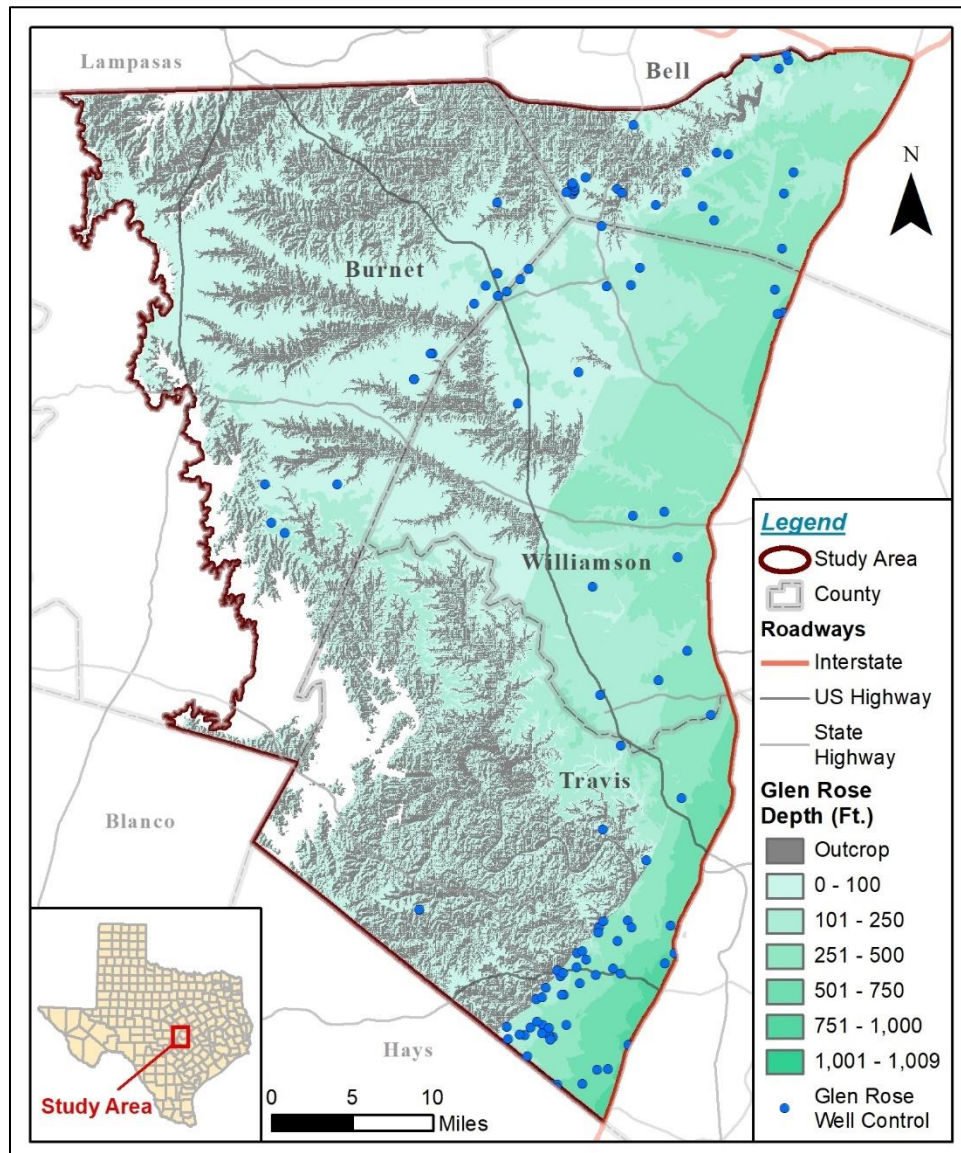 Lampasas
Bell
N
Burnet
Williamson
Travis
Blanco
Hays
Legend
Study Area
County
Roadways
Interstate
US Highway
State
Highway
Glen Rose
Depth (Ft.)
Outcrop
0 - 100
101 - 250
251 - 500
501 - 750
751 - 1,000
1,001 - 1,009
Glen Rose
Well Control
Study Area
0 5 10
Miles